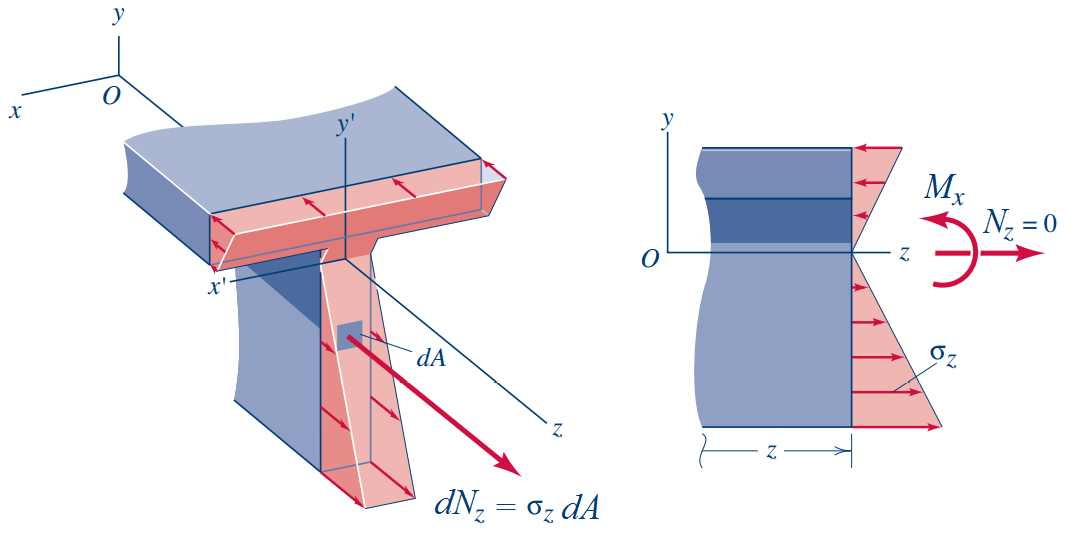 y
x
O
y'
x'
dA
z
dN_z = σ_z dA
y
O
z
M_x
N_z = 0
σ_z
z